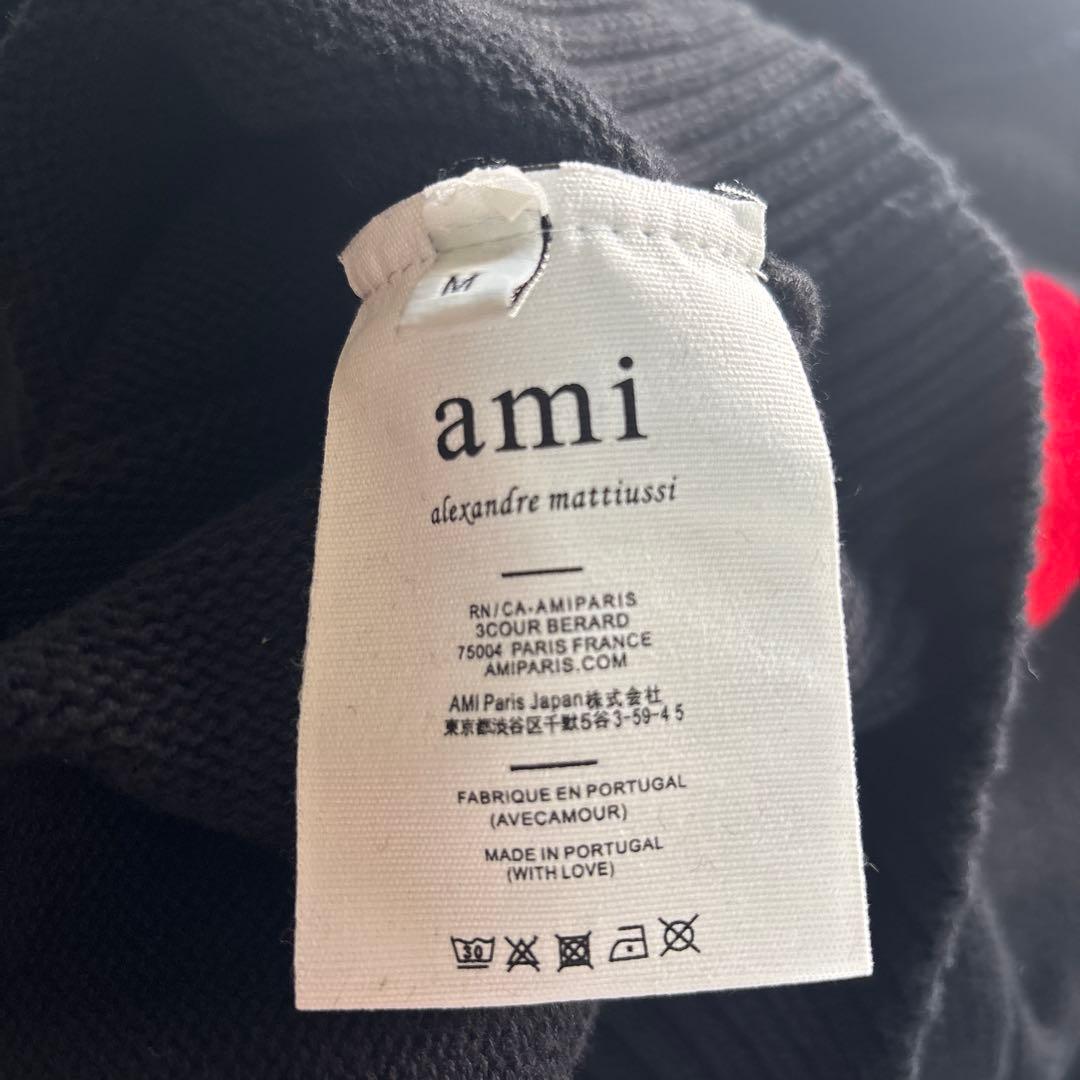 M
ami
alexandre mattiussi
RN/CA-AMIPARIS
3COUR BERARD
75004 PARIS FRANCE
AMIPARIS.COM
AMI Paris Japan株式会社
東京都渋谷区千駄5谷3-59-4 5
FABRIQUE EN PORTUGAL
(AVECAMOUR)
MADE IN PORTUGAL
(WITH LOVE)
30